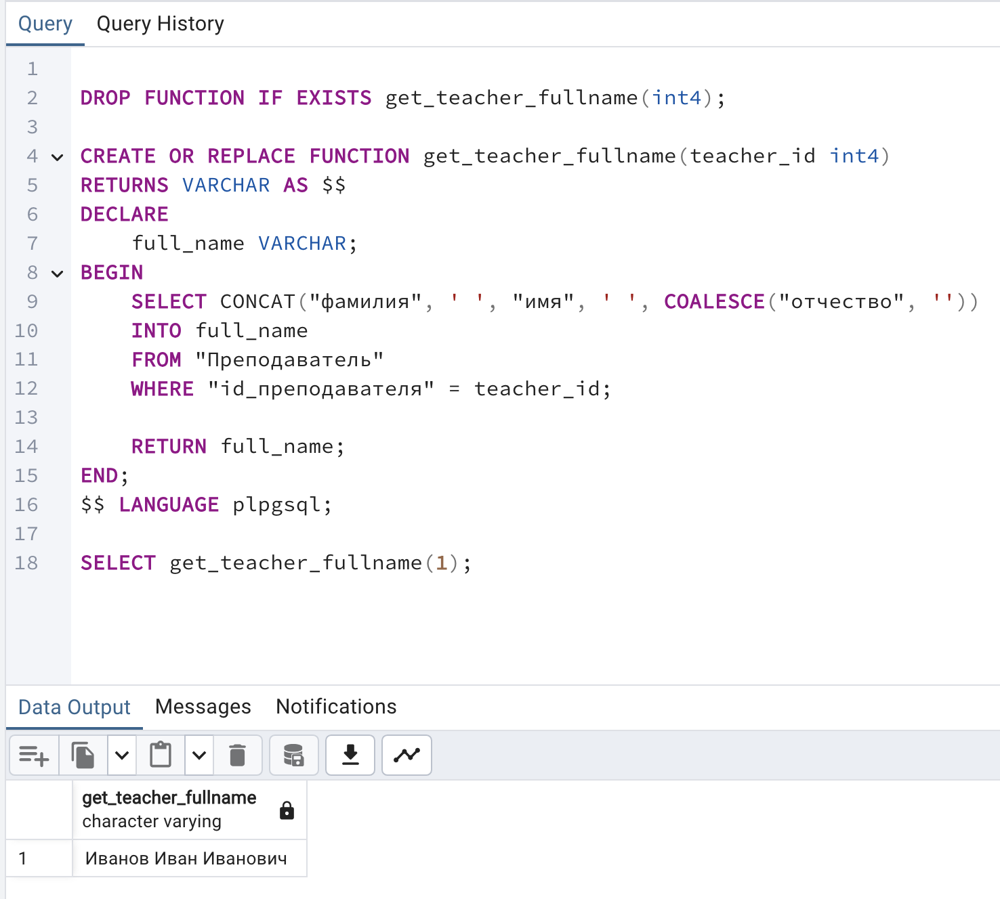 Query Query History
1
2 DROP FUNCTION IF EXISTS get_teacher_fullname(int4);
3
4 CREATE OR REPLACE FUNCTION get_teacher_fullname(teacher_id int4)
5 RETURNS VARCHAR AS $$
6 DECLARE
7 full_name VARCHAR;
8 BEGIN
9 SELECT CONCAT("фамилия", ' ', "имя", ' ', COALESCE("отчество", ''))
10 INTO full_name
11 FROM "Преподаватель"
12 WHERE "id_преподавателя" = teacher_id;
13
14 RETURN full_name;
15 END;
16 $$ LANGUAGE plpgsql;
17
18 SELECT get_teacher_fullname(1);
Data Output Messages Notifications
get_teacher_fullname
character varying
1 Иванов Иван Иванович